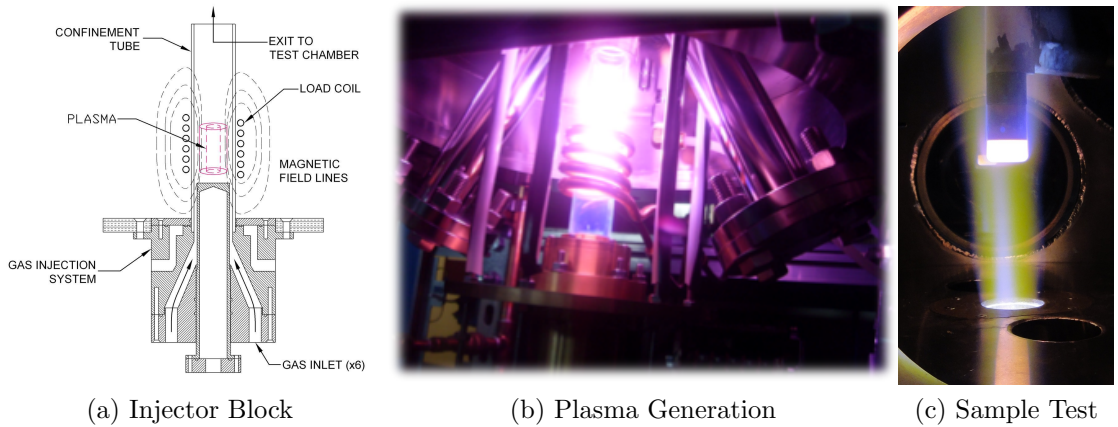 CONFINEMENT
TUBE
EXIT TO
TEST CHAMBER
LOAD COIL
PLASMA
MAGNETIC
FIELD LINES
GAS INJECTION
SYSTEM
GAS INLET (x6)
(a) Injector Block
(b) Plasma Generation
(c) Sample Test